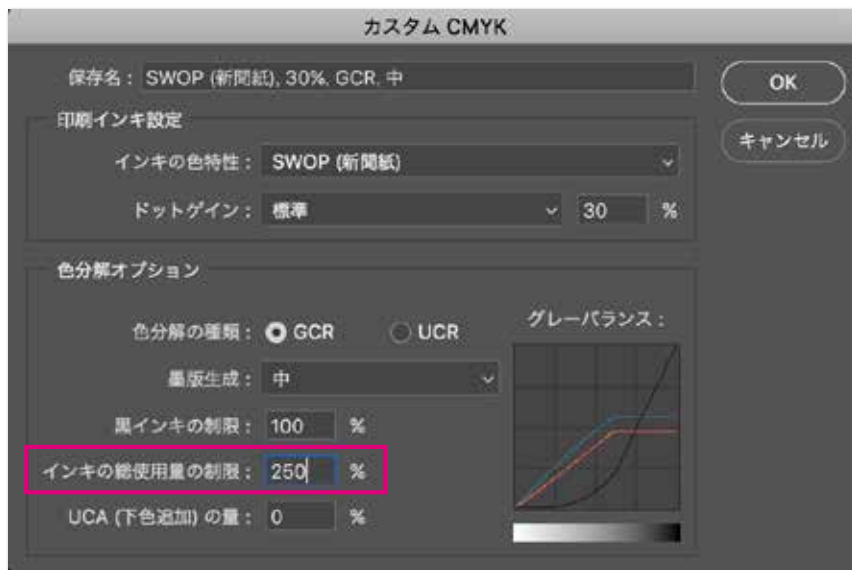 カスタム CMYK
保存名： SWOP (新聞紙), 30%, GCR, 中
OK
印刷インキ設定
キャンセル
インキの色特性： SWOP (新聞紙)
ドットゲイン： 標準 30 %
色分解オプション
色分解の種類： GCR UCR
グレーバランス：
墨版生成： 中
黒インキの制限： 100 %
インキの総使用量の制限： 250 %
UCA (下色追加) の量： 0 %